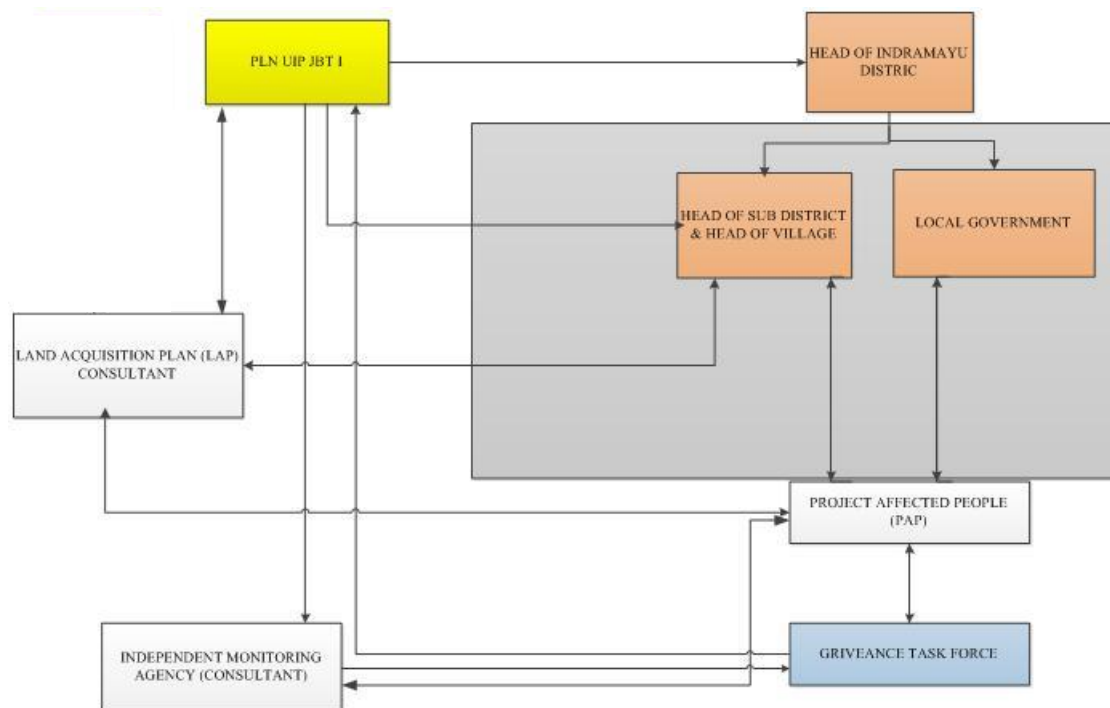 PLN UIP JBT I
HEAD OF INDRAMAYU
DISTRIC
HEAD OF SUB DISTRICT
& HEAD OF VILLAGE
LOCAL GOVERNMENT
LAND ACQUISITION PLAN (LAP)
CONSULTANT
PROJECT AFFECTED PEOPLE
(PAP)
INDEPENDENT MONITORING
AGENCY (CONSULTANT)
GRIVEANCE TASK FORCE